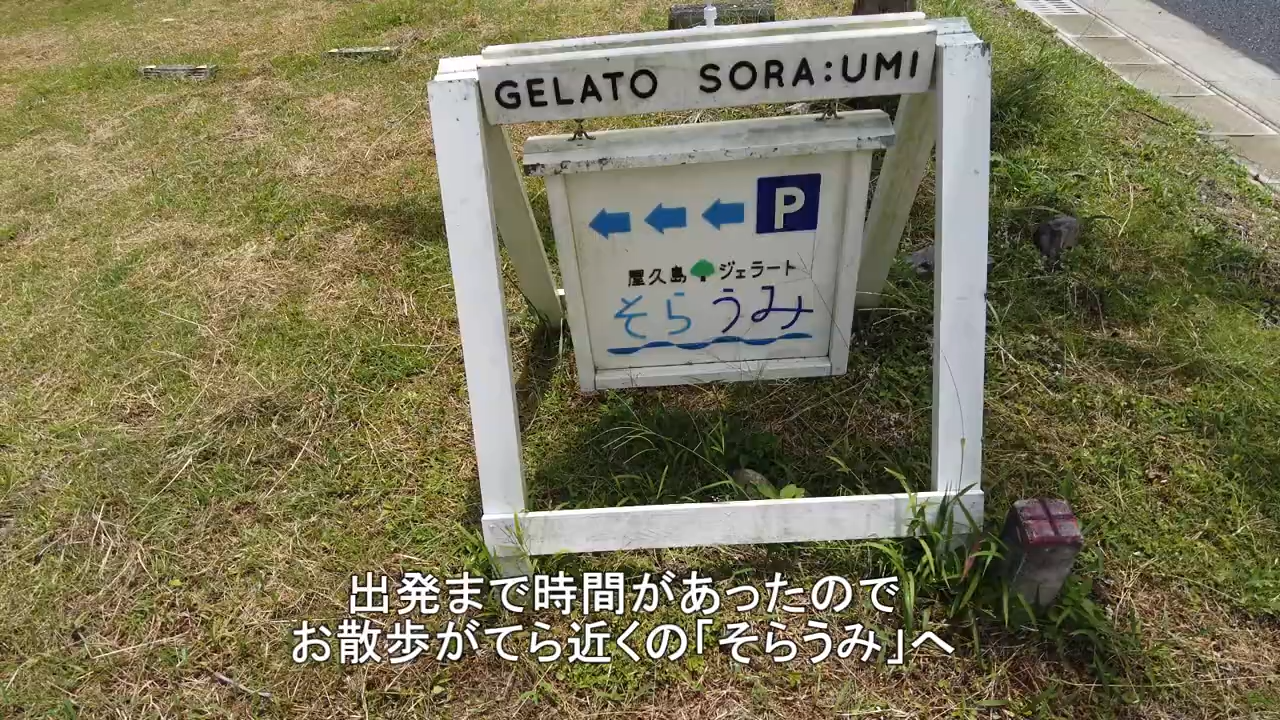 GELATO SORA:UMI
P
屋久島ジェラート
そらうみ
出発まで時間があったので
お散歩がてら近くの「そらうみ」へ